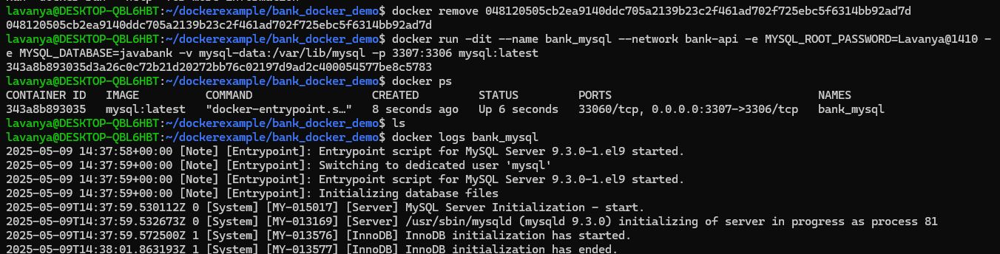 lavanya@DESKTOP-QBL6HBT:~/dockerexample/bank_docker_demo$ docker remove 048120505cb2ea9140ddc705a2139b23c2f461ad702f725ebc5f6314bb92ad7d
048120505cb2ea9140ddc705a2139b23c2f461ad702f725ebc5f6314bb92ad7d
lavanya@DESKTOP-QBL6HBT:~/dockerexample/bank_docker_demo$ docker run -dit --name bank_mysql --network bank-api -e MYSQL_ROOT_PASSWORD=Lavanya@1410 -
e MYSQL_DATABASE=javabank -v mysql-data:/var/lib/mysql -p 3307:3306 mysql:latest
343a8b893035d3a26c0c72b21d20272bb76c02197d9ad2c400054577be8c5783
lavanya@DESKTOP-QBL6HBT:~/dockerexample/bank_docker_demo$ docker ps
CONTAINER ID   IMAGE          COMMAND                  CREATED         STATUS         PORTS                               NAMES
343a8b893035   mysql:latest   "docker-entrypoint.s…"   8 seconds ago   Up 6 seconds   33060/tcp, 0.0.0.0:3307->3306/tcp   bank_mysql
lavanya@DESKTOP-QBL6HBT:~/dockerexample/bank_docker_demo$ ls
lavanya@DESKTOP-QBL6HBT:~/dockerexample/bank_docker_demo$ docker logs bank_mysql
2025-05-09 14:37:58+00:00 [Note] [Entrypoint]: Entrypoint script for MySQL Server 9.3.0-1.el9 started.
2025-05-09 14:37:59+00:00 [Note] [Entrypoint]: Switching to dedicated user 'mysql'
2025-05-09 14:37:59+00:00 [Note] [Entrypoint]: Entrypoint script for MySQL Server 9.3.0-1.el9 started.
2025-05-09 14:37:59+00:00 [Note] [Entrypoint]: Initializing database files
2025-05-09T14:37:59.530112Z 0 [System] [MY-015017] [Server] MySQL Server Initialization - start.
2025-05-09T14:37:59.532673Z 0 [System] [MY-013169] [Server] /usr/sbin/mysqld (mysqld 9.3.0) initializing of server in progress as process 81
2025-05-09T14:37:59.572500Z 1 [System] [MY-013576] [InnoDB] InnoDB initialization has started.
2025-05-09T14:38:01.863193Z 1 [System] [MY-013577] [InnoDB] InnoDB initialization has ended.